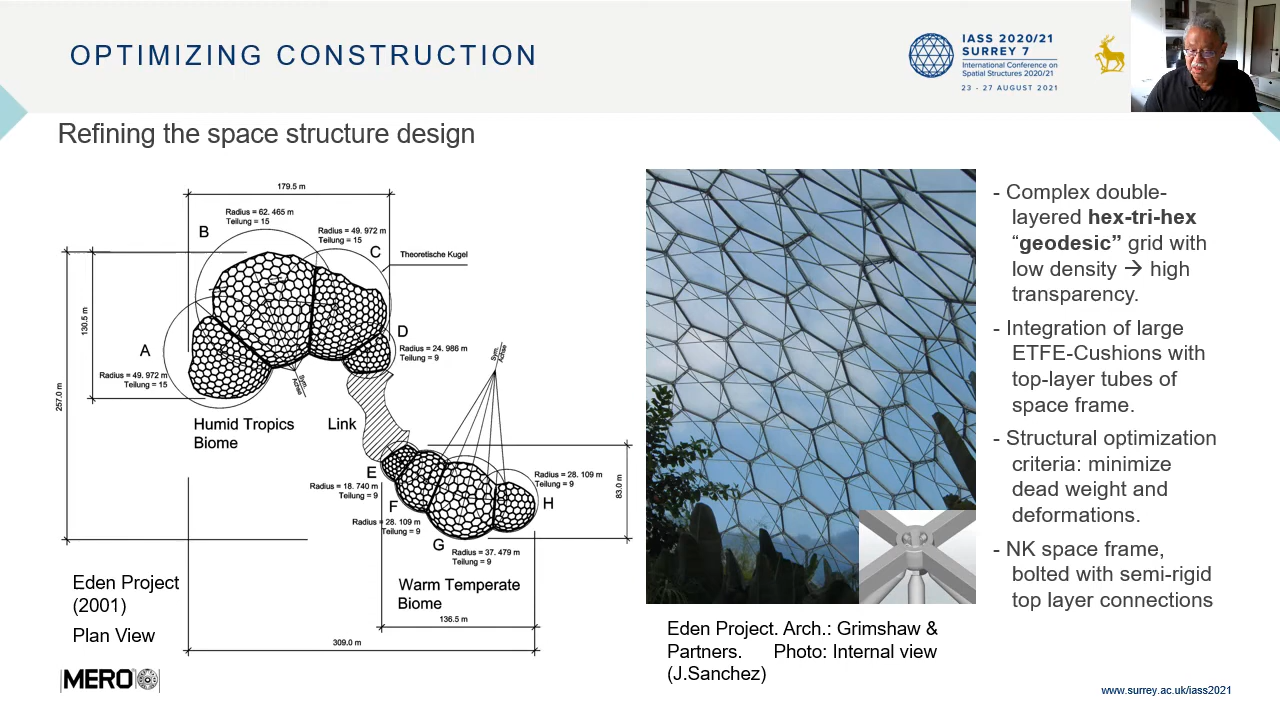 OPTIMIZING CONSTRUCTION
IASS 2020/21
SURREY 7
International Conference on
Spatial Structures 2020/21
23 - 27 AUGUST 2021
Refining the space structure design
179.5 m
Radius = 62. 465 m
Teilung = 15
B
Radius = 49. 972 m
Teilung = 15
C
Theoretische Kugel
130.5 m
257.0 m
A
Radius = 49. 972 m
Teilung = 15
D
Radius = 24. 986 m
Teilung = 9
Sym.
Achse
Sym.
Achse
Humid Tropics
Biome
Link
E
Radius = 18. 740 m
Teilung = 9
F
Radius = 28. 109 m
Teilung = 9
G
Radius = 37. 479 m
Teilung = 9
Radius = 28. 109 m
Teilung = 9
H
83.0 m
Warm Temperate
Biome
136.5 m
309.0 m
Eden Project
(2001)
Plan View
MERO
Eden Project. Arch.: Grimshaw &
Partners. Photo: Internal view
(J.Sanchez)
- Complex double-
layered hex-tri-hex
“geodesic” grid with
low density → high
transparency.
- Integration of large
ETFE-Cushions with
top-layer tubes of
space frame.
- Structural optimization
criteria: minimize
dead weight and
deformations.
- NK space frame,
bolted with semi-rigid
top layer connections
www.surrey.ac.uk/iass2021